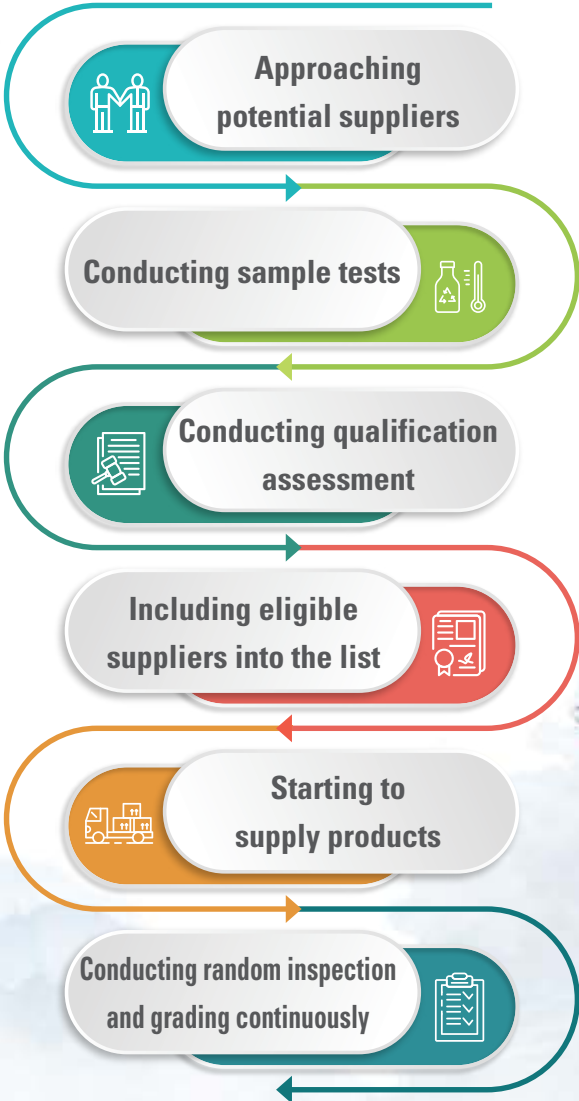 Approaching
potential suppliers
Conducting sample tests
Conducting qualification
assessment
Including eligible
suppliers into the list
Starting to
supply products
Conducting random inspection
and grading continuously